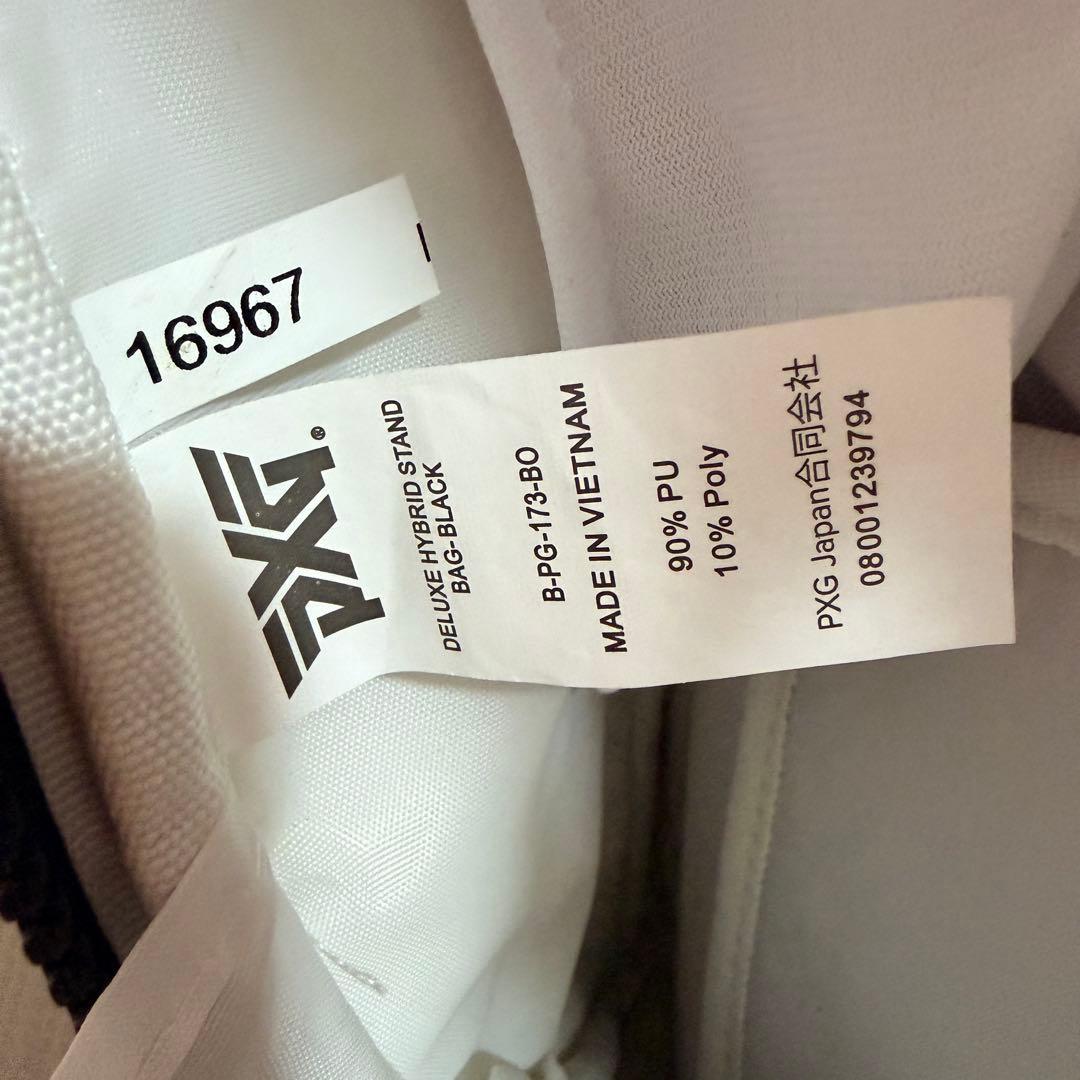 16967
PXG®
DELUXE HYBRID STAND
BAG-BLACK
B-PG-173-BO
MADE IN VIETNAM
90% PU
10% Poly
PXG Japan合同会社
08001239794